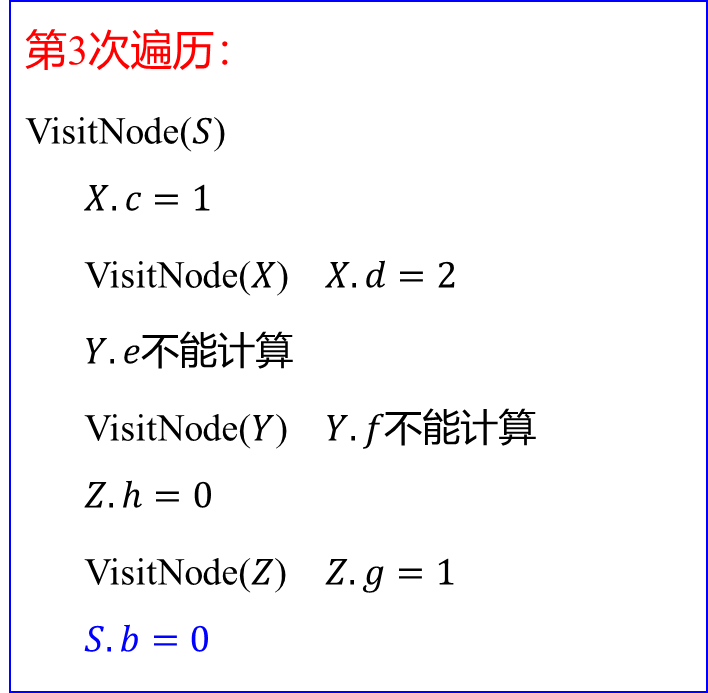 第3次遍历：
VisitNode(S)
X.c = 1
VisitNode(X) X.d = 2
Y.e不能计算
VisitNode(Y) Y.f不能计算
Z.h = 0
VisitNode(Z) Z.g = 1
S.b = 0